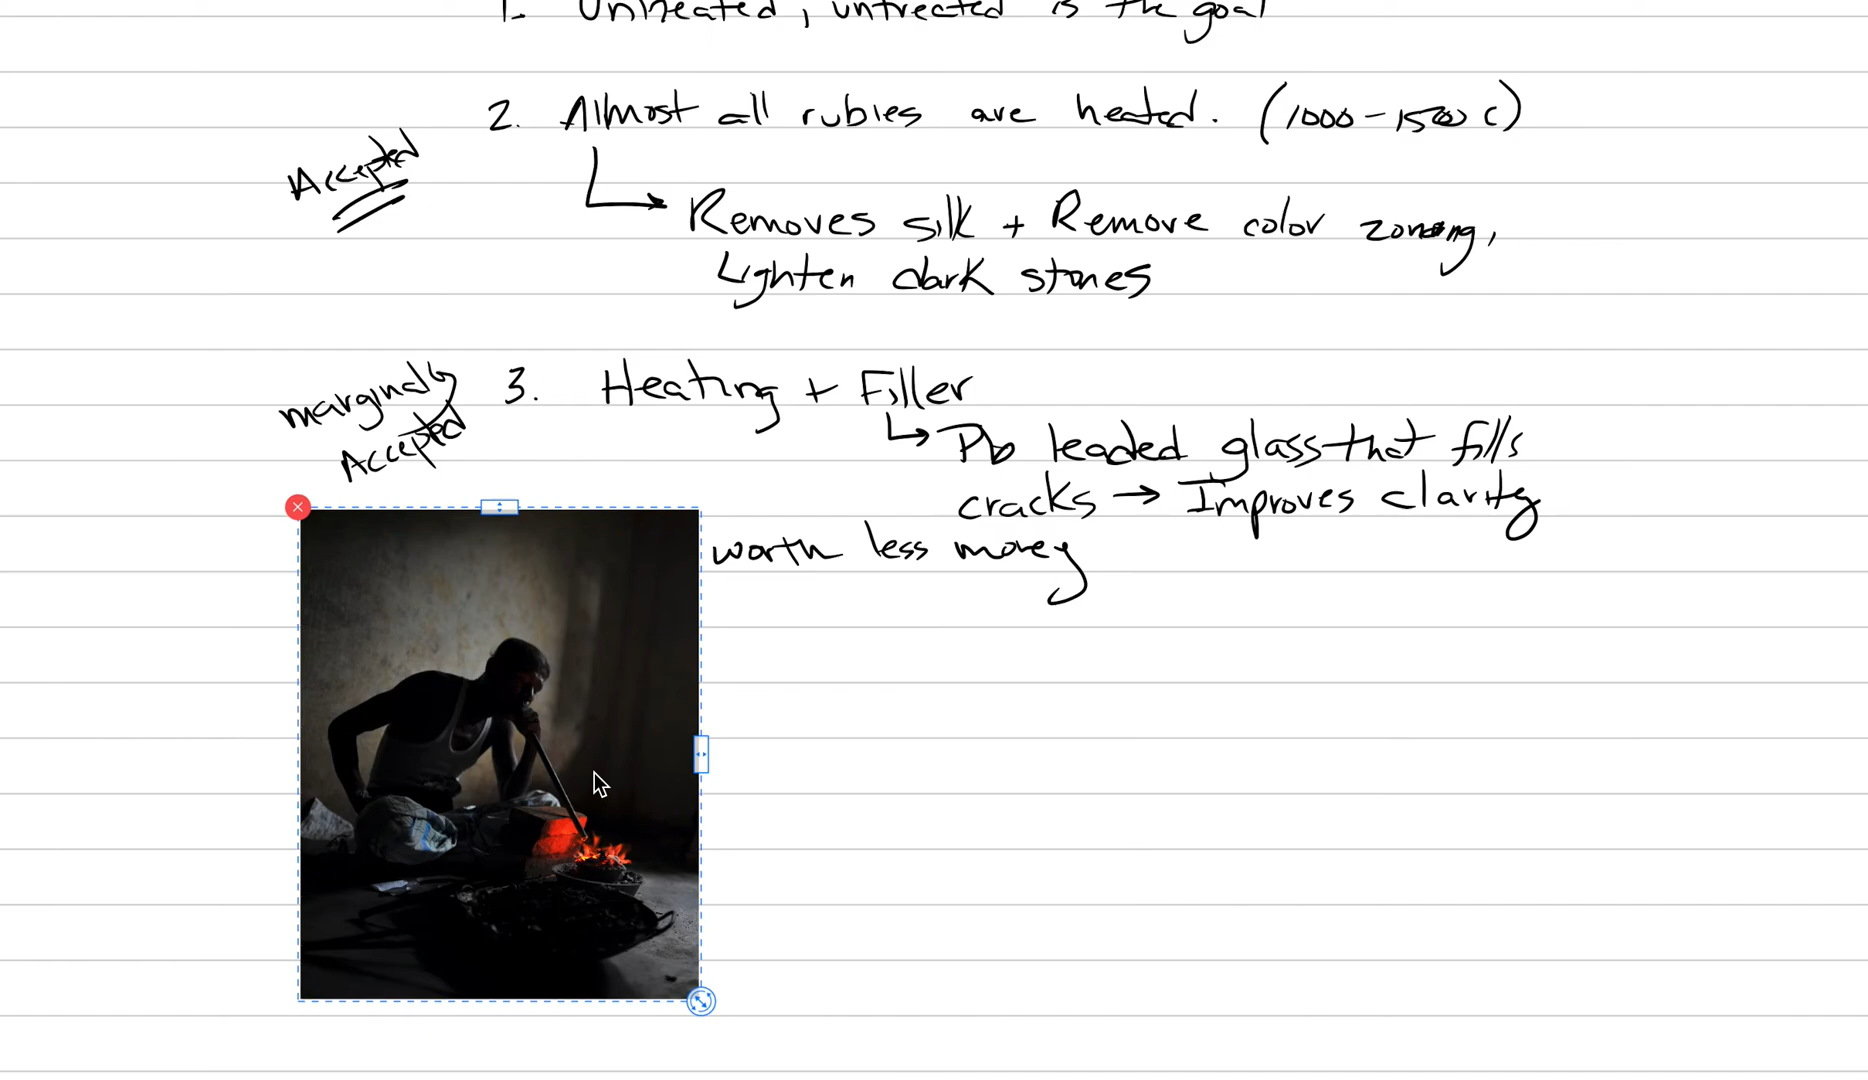 1. Unheated, untreated is the goal
2. Almost all rubies are heated. (1000-1500 C)
Accepted
Removes silk + Remove color zoning,
Lighten dark stones
marginally
Accepted
3. Heating + Filler
Pb leaded glass that fills
cracks → Improves clarity
worth less money